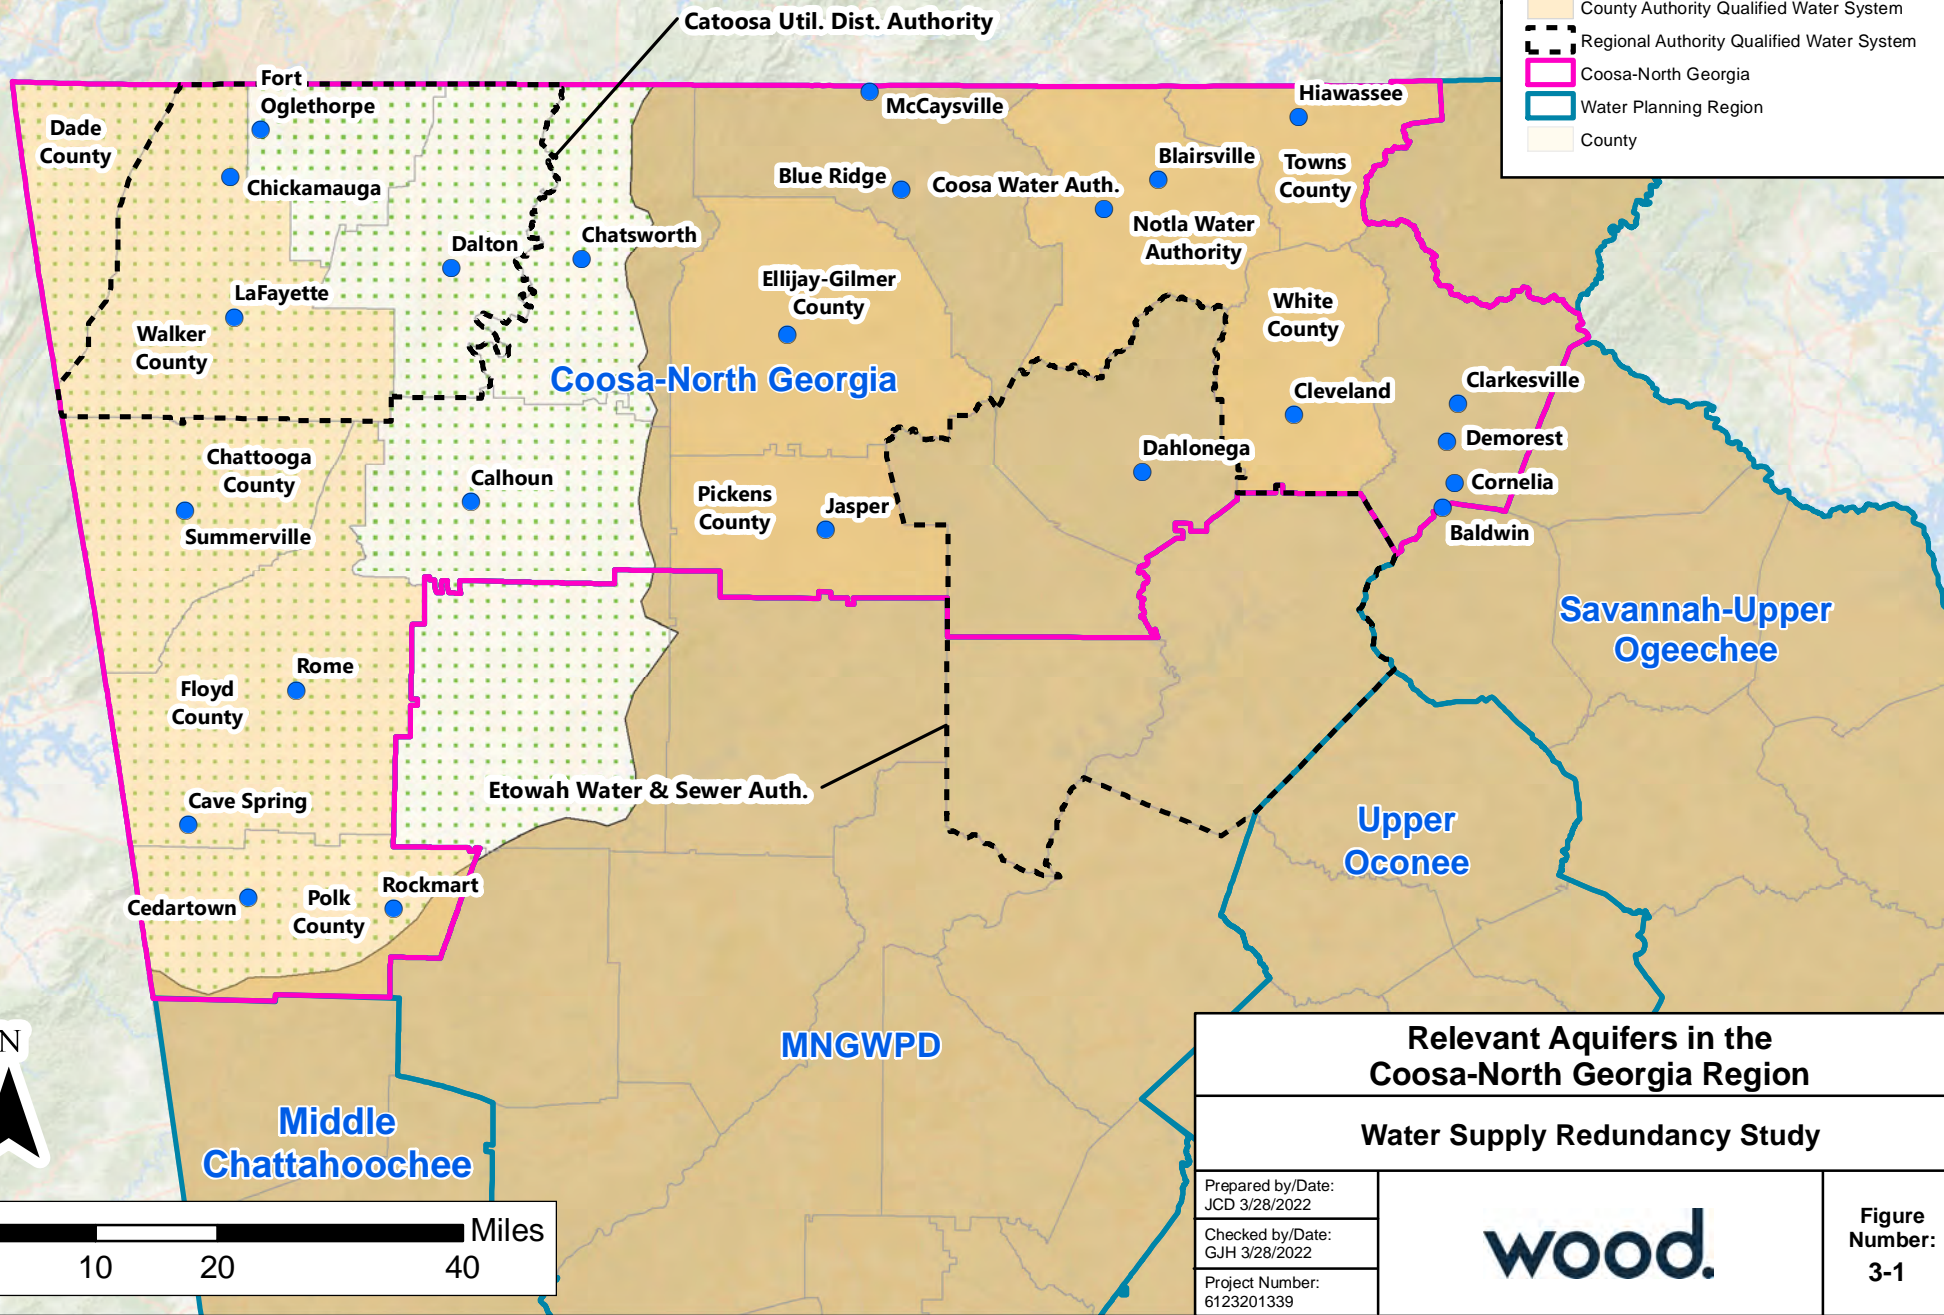 Catoosa Util. Dist. Authority
County Authority Qualified Water System
Regional Authority Qualified Water System
Coosa-North Georgia
Water Planning Region
County
Fort
Oglethorpe
Dade
County
Chickamauga
McCaysville
Hiawassee
Blue Ridge
Coosa Water Auth.
Blairsville
Towns
County
Notla Water
Authority
Dalton
Chatsworth
Ellijay-Gilmer
County
White
County
LaFayette
Walker
County
Coosa-North Georgia
Cleveland
Clarkesville
Demorest
Cornelia
Baldwin
Dahlonega
Chattooga
County
Summerville
Calhoun
Pickens
County
Jasper
Savannah-Upper
Ogeechee
Rome
Floyd
County
Cave Spring
Etowah Water & Sewer Auth.
Upper
Oconee
Cedartown
Polk
County
Rockmart
MNGWPD
Middle
Chattahoochee
N
Miles
10
20
40
Relevant Aquifers in the
Coosa-North Georgia Region
Water Supply Redundancy Study
Prepared by/Date:
JCD 3/28/2022
Checked by/Date:
GJH 3/28/2022
Project Number:
6123201339
wood.
Figure
Number:
3-1